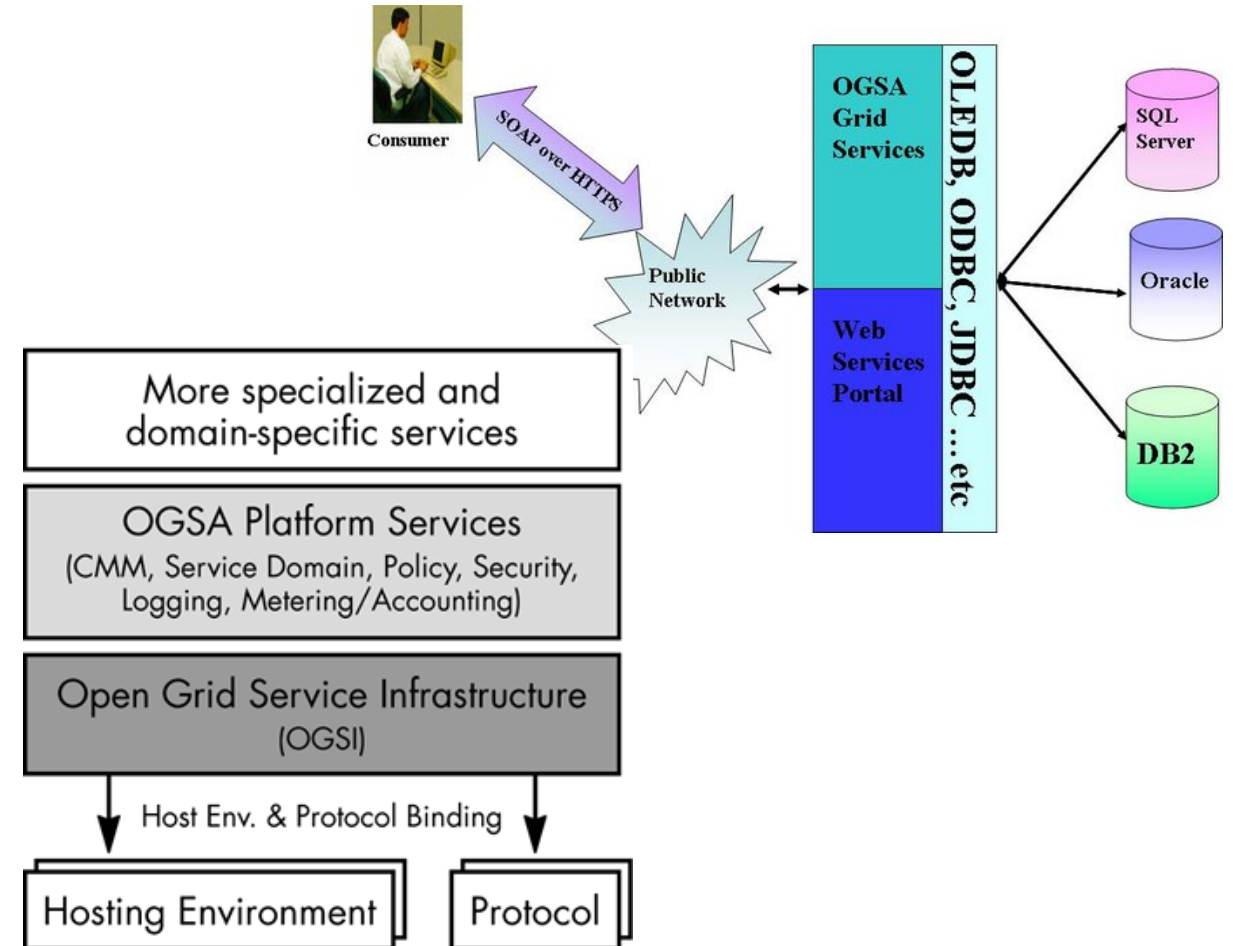 Consumer
SOAP over HTTPS
Public
Network
OGSA
Grid
Services
Web
Services
Portal
OLEDB, ODBC, JDBC ....etc
SQL
Server
Oracle
DB2
More specialized and
domain-specific services
OGSA Platform Services
(CMM, Service Domain, Policy, Security,
Logging, Metering/Accounting)
Open Grid Service Infrastructure
(OGSI)
Host Env. & Protocol Binding
Hosting Environment
Protocol